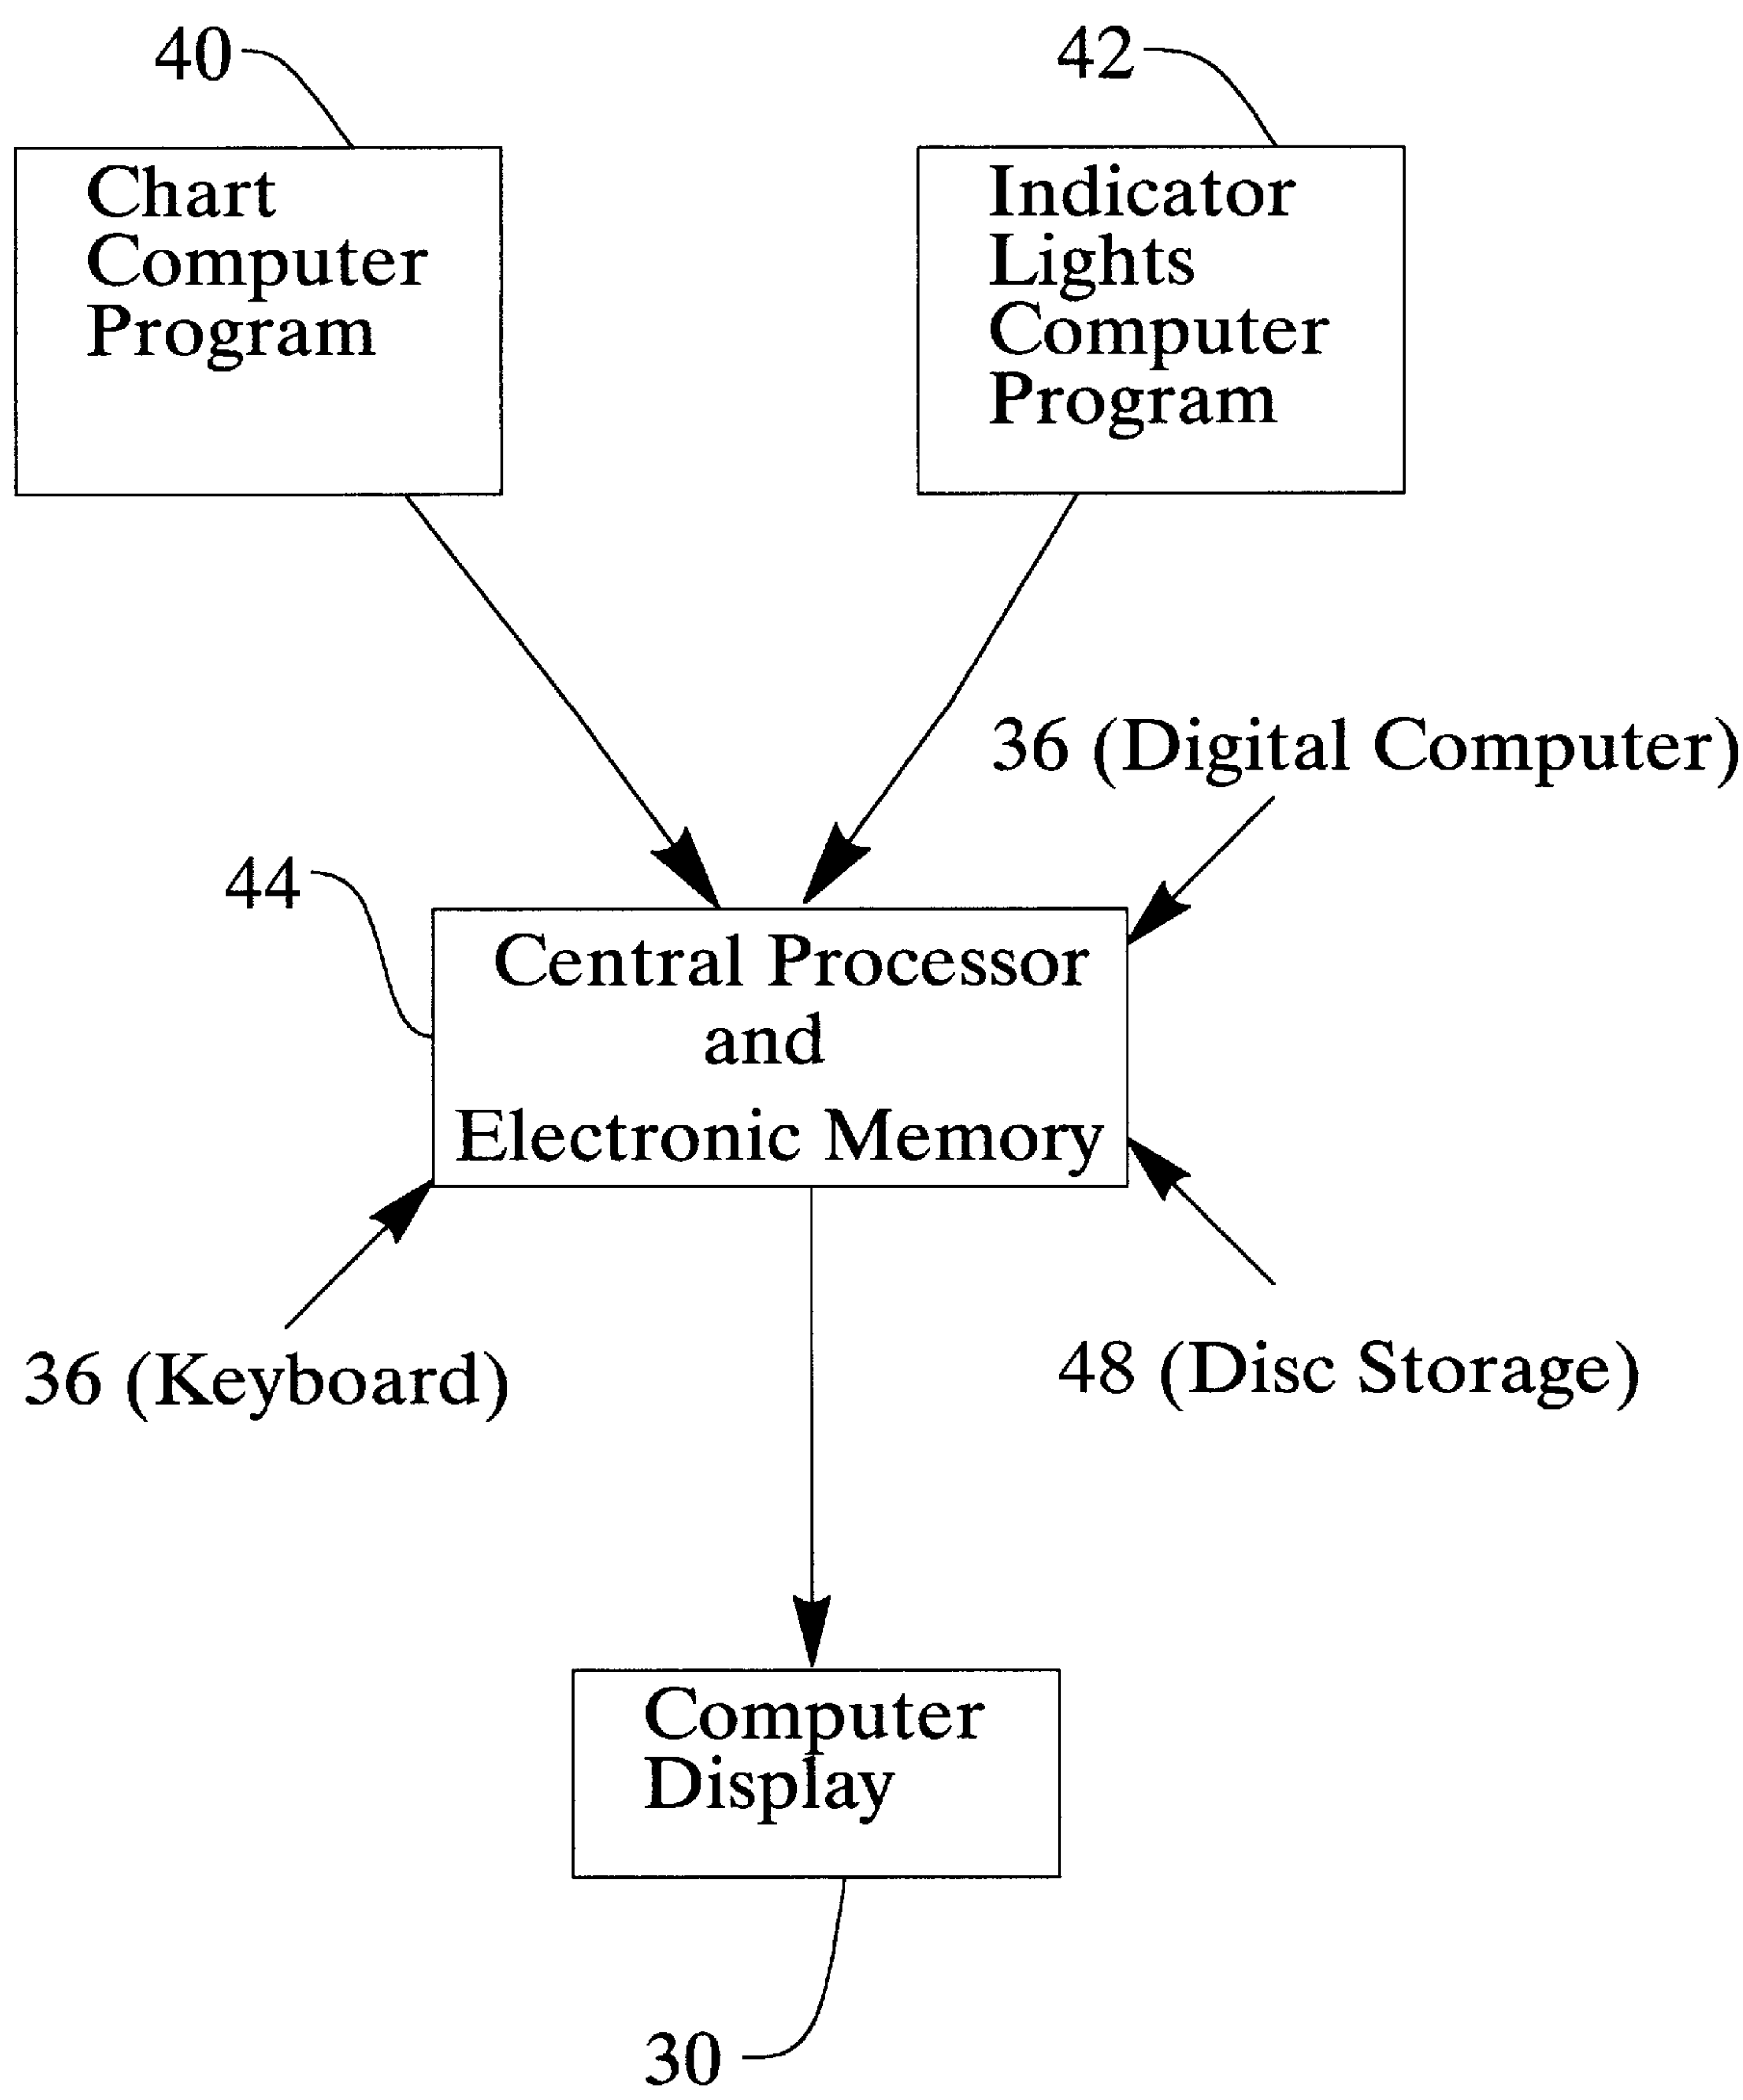 40
42
Chart
Computer
Program
Indicator
Lights
Computer
Program
36 (Digital Computer)
44
Central Processor
and
Electronic Memory
36 (Keyboard)
48 (Disc Storage)
Computer
Display
30